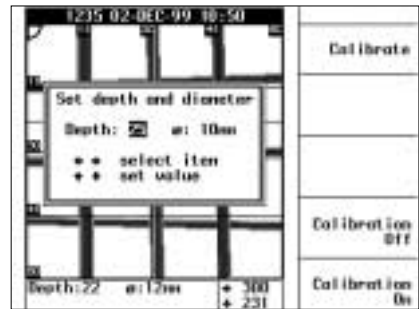 1235 02-DEC-99 10:50
Calibrate
Set depth and diameter
Depth: 25 ø: 10mm
select item
set value
Calibration
Off
Depth:22 ø:12mm
300
231
Calibration
On